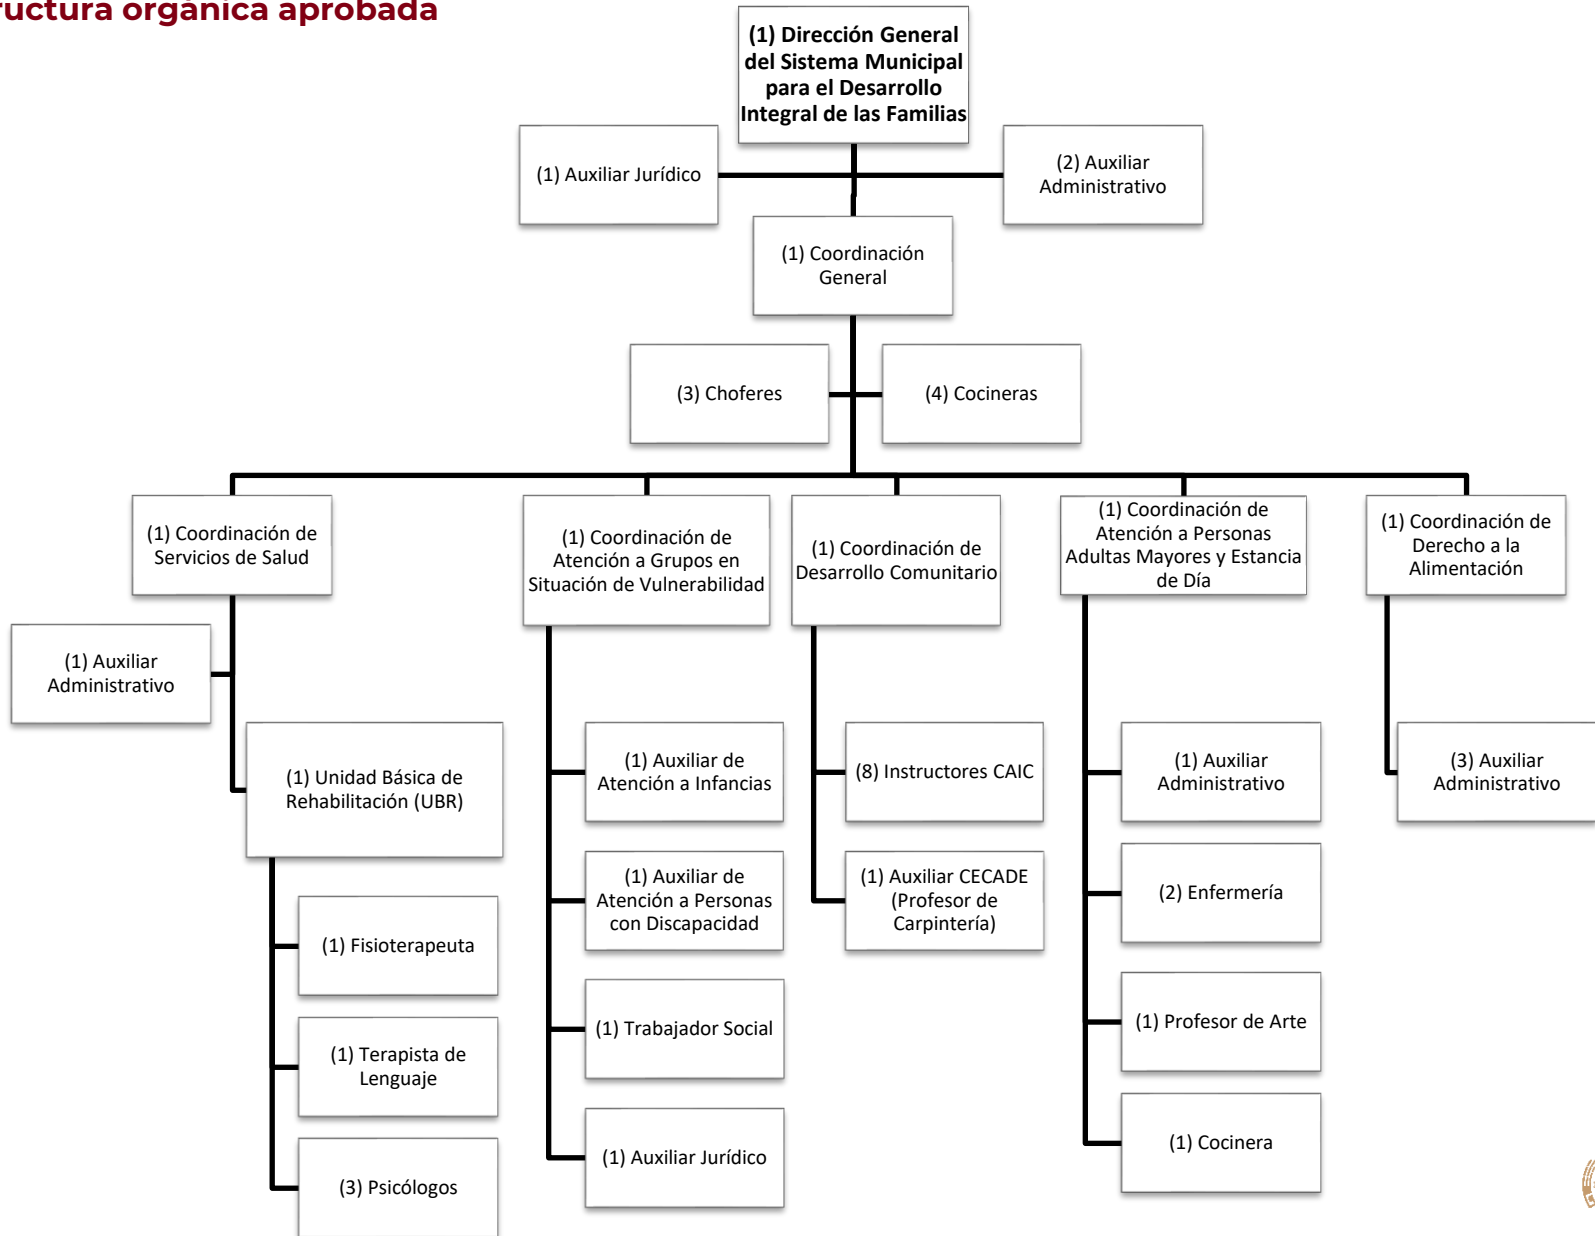 ructura orgánica aprobada
(1) Dirección General
del Sistema Municipal
para el Desarrollo
Integral de las Familias
(1) Auxiliar Jurídico
(2) Auxiliar
Administrativo
(1) Coordinación
General
(3) Choferes
(4) Cocineras
(1) Coordinación de
Servicios de Salud
(1) Coordinación de
Atención a Grupos en
Situación de Vulnerabilidad
(1) Coordinación de
Desarrollo Comunitario
(1) Coordinación de
Atención a Personas
Adultas Mayores y Estancia
de Día
(1) Coordinación de
Derecho a la
Alimentación
(1) Auxiliar
Administrativo
(1) Unidad Básica de
Rehabilitación (UBR)
(1) Fisioterapeuta
(1) Terapista de
Lenguaje
(3) Psicólogos
(1) Auxiliar de
Atención a Infancias
(1) Auxiliar de
Atención a Personas
con Discapacidad
(1) Trabajador Social
(1) Auxiliar Jurídico
(8) Instructores CAIC
(1) Auxiliar CECADE
(Profesor de
Carpintería)
(1) Auxiliar
Administrativo
(2) Enfermería
(1) Profesor de Arte
(1) Cocinera
(3) Auxiliar
Administrativo